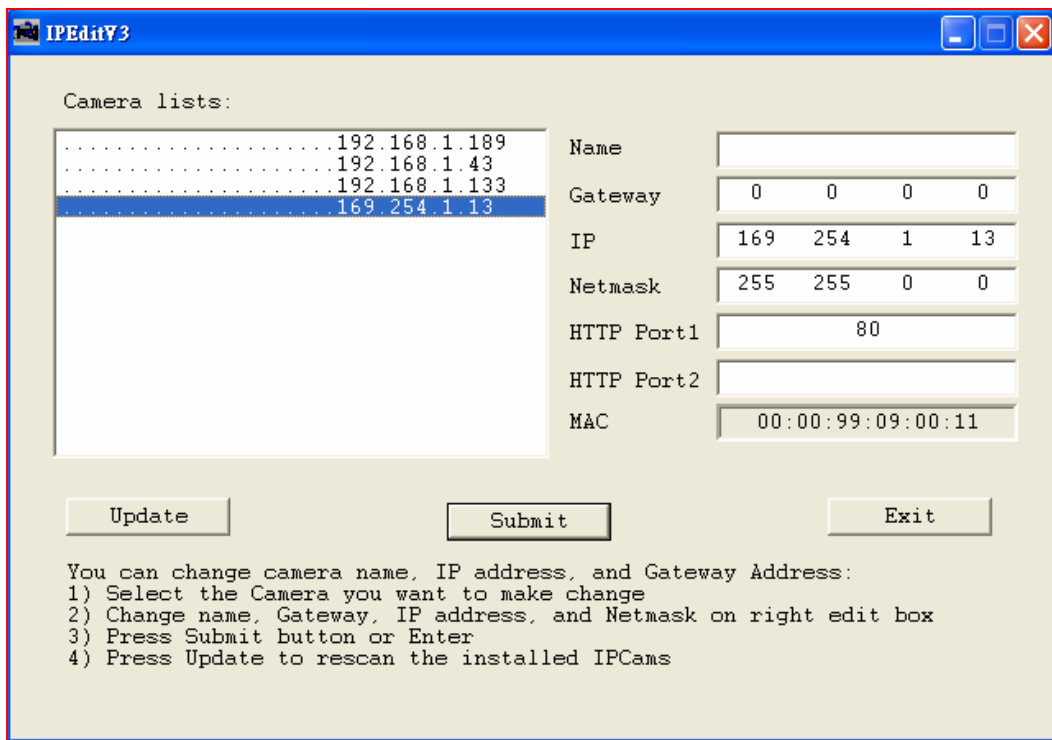 IPEditV3
Camera lists:
.....................192.168.1.189
.....................192.168.1.43
.....................192.168.1.133
.....................169.254.1.13
Name
Gateway 0 0 0 0
IP 169 254 1 13
Netmask 255 255 0 0
HTTP Port1 80
HTTP Port2
MAC 00:00:99:09:00:11
Update Submit Exit
You can change camera name, IP address, and Gateway Address:
1) Select the Camera you want to make change
2) Change name, Gateway, IP address, and Netmask on right edit box
3) Press Submit button or Enter
4) Press Update to rescan the installed IPCams